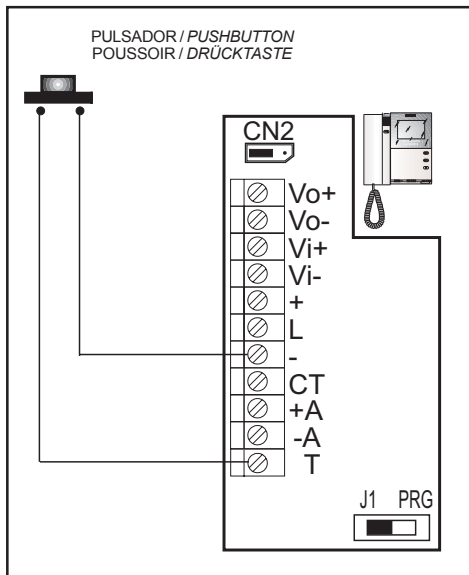 PULSADOR / PUSHBUTTON
POUSSOIR / DRÜCKTASTE
CN2
Vo+
Vo-
Vi+
Vi-
+
L
-
CT
+A
-A
T
J1 PRG